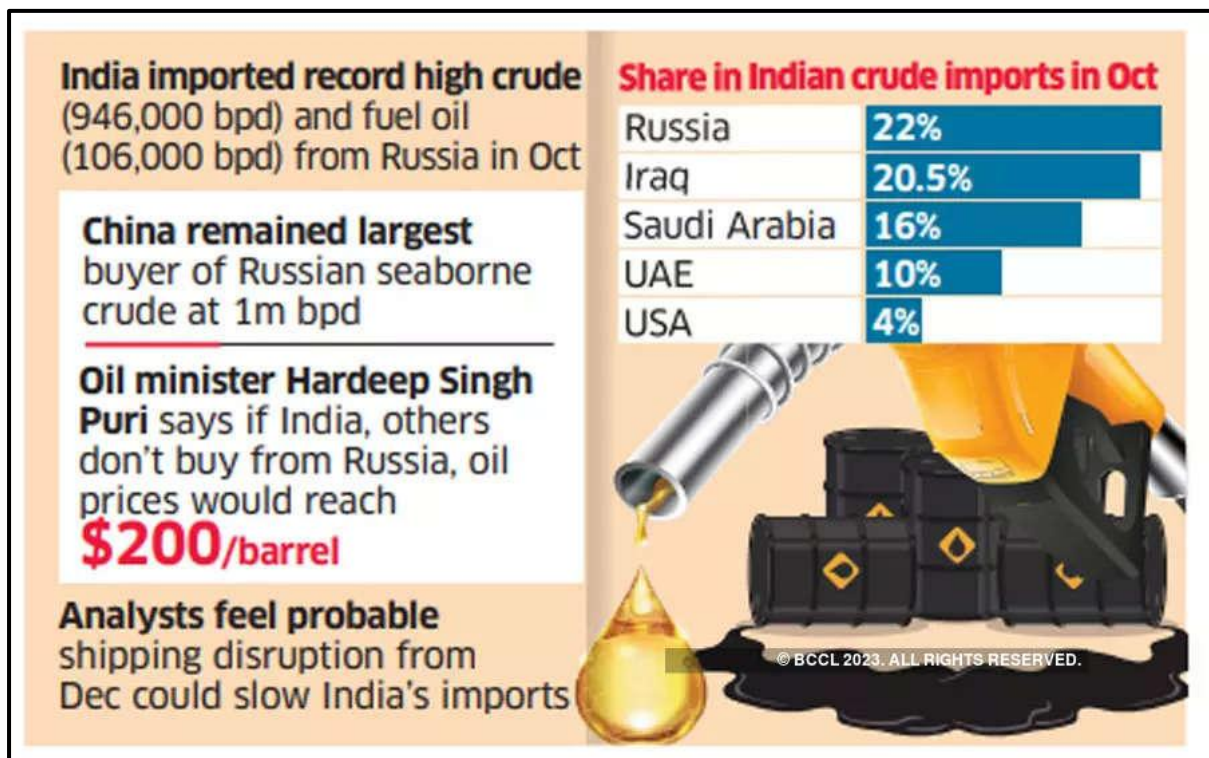 India imported record high crude
(946,000 bpd) and fuel oil
(106,000 bpd) from Russia in Oct
China remained largest
buyer of Russian seaborne
crude at 1m bpd
Oil minister Hardeep Singh
Puri says if India, others
don't buy from Russia, oil
prices would reach
$200/barrel
Analysts feel probable
shipping disruption from
Dec could slow India's imports
Share in Indian crude imports in Oct
Russia 22%
Iraq 20.5%
Saudi Arabia 16%
UAE 10%
USA 4%
© BCCL 2023. ALL RIGHTS RESERVED.